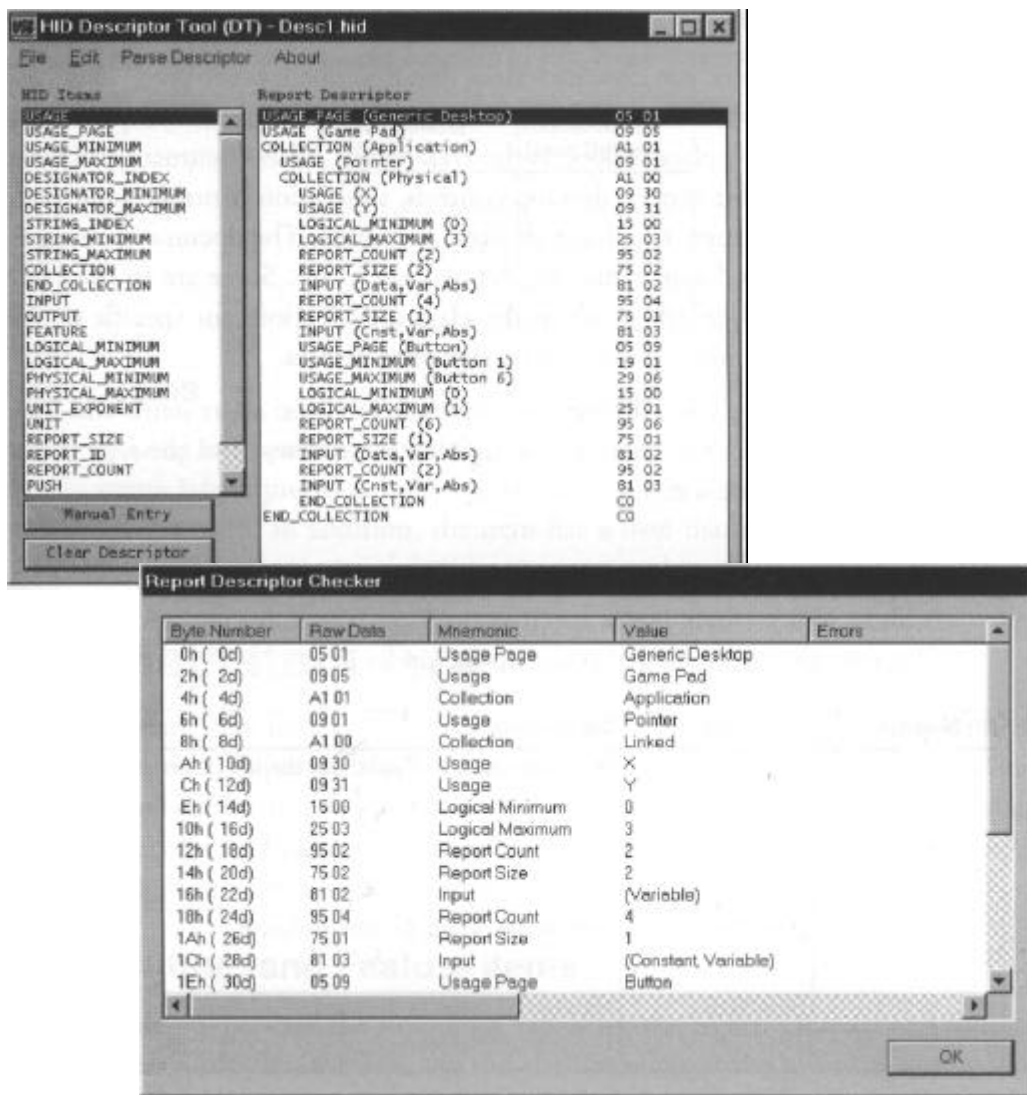 HID Descriptor Tool (DT) - Desc1.hid
File Edit Parse Descriptor About
HID Items
USAGE
USAGE_PAGE
USAGE_MINIMUM
USAGE_MAXIMUM
DESIGNATOR_INDEX
DESIGNATOR_MINIMUM
DESIGNATOR_MAXIMUM
STRING_INDEX
STRING_MINIMUM
STRING_MAXIMUM
COLLECTION
END_COLLECTION
INPUT
OUTPUT
FEATURE
LOGICAL_MINIMUM
LOGICAL_MAXIMUM
PHYSICAL_MINIMUM
PHYSICAL_MAXIMUM
UNIT_EXPONENT
UNIT
REPORT_SIZE
REPORT_ID
REPORT_COUNT
PUSH
Manual Entry
Clear Descriptor
Report Descriptor
USAGE_PAGE (Generic Desktop) 05 01
USAGE (Game Pad) 09 05
COLLECTION (Application) A1 01
USAGE (Pointer) 09 01
COLLECTION (Physical) A1 00
USAGE (X) 09 30
USAGE (Y) 09 31
LOGICAL_MINIMUM (0) 15 00
LOGICAL_MAXIMUM (3) 25 03
REPORT_COUNT (2) 95 02
REPORT_SIZE (2) 75 02
INPUT (Data,Var,Abs) 81 02
REPORT_COUNT (4) 95 04
REPORT_SIZE (1) 75 01
INPUT (Cnst,Var,Abs) 81 03
USAGE_PAGE (Button) 05 09
USAGE_MINIMUM (Button 1) 19 01
USAGE_MAXIMUM (Button 6) 29 06
LOGICAL_MINIMUM (0) 15 00
LOGICAL_MAXIMUM (1) 25 01
REPORT_COUNT (6) 95 06
REPORT_SIZE (1) 75 01
INPUT (Data,Var,Abs) 81 02
REPORT_COUNT (2) 95 02
INPUT (Cnst,Var,Abs) 81 03
END_COLLECTION C0
END_COLLECTION C0
Report Descriptor Checker
Byte Number Raw Data Mnemonic Value Errors
0h ( 0d) 05 01 Usage Page Generic Desktop
2h ( 2d) 09 05 Usage Game Pad
4h ( 4d) A1 01 Collection Application
6h ( 6d) 09 01 Usage Pointer
8h ( 8d) A1 00 Collection Linked
Ah ( 10d) 09 30 Usage X
Ch ( 12d) 09 31 Usage Y
Eh ( 14d) 15 00 Logical Minimum 0
10h ( 16d) 25 03 Logical Maximum 3
12h ( 18d) 95 02 Report Count 2
14h ( 20d) 75 02 Report Size 2
16h ( 22d) 81 02 Input (Variable)
18h ( 24d) 95 04 Report Count 4
1Ah ( 26d) 75 01 Report Size 1
1Ch ( 28d) 81 03 Input (Constant, Variable)
1Eh ( 30d) 05 09 Usage Page Button
OK